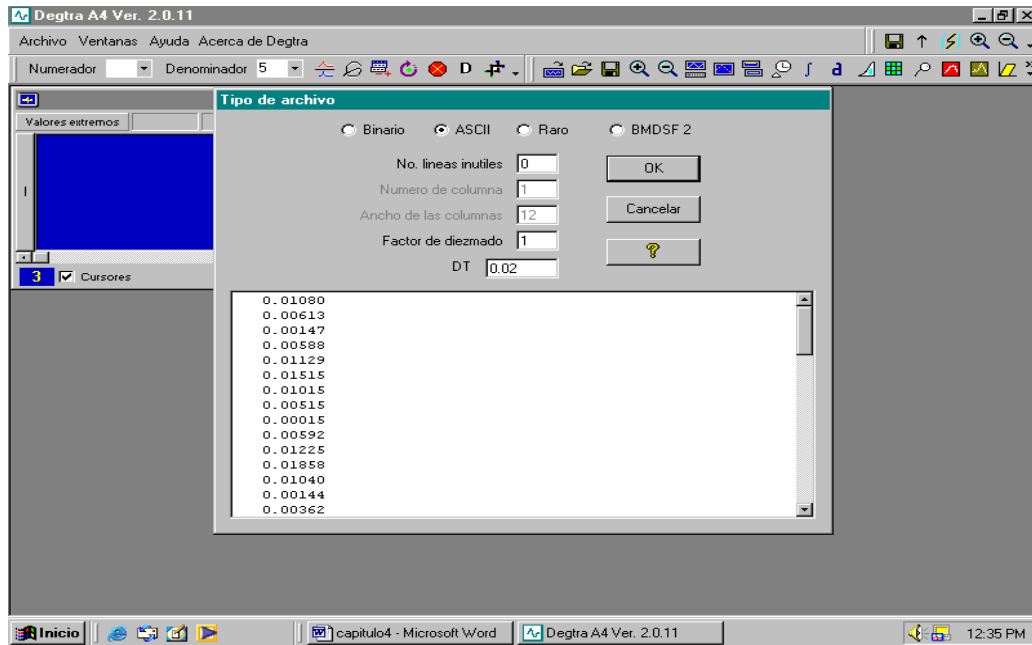 Degtra A4 Ver. 2.0.11
Archivo Ventanas Ayuda Acerca de Degtra
Numerador Denominador 5 D a
Valores extremos
I
3 Cursores
Tipo de archivo
Binario ASCII Raro BMDSF 2
No. lineas inutiles 0
OK
Numero de columna 1
Ancho de las columnas 12
Cancelar
Factor de diezmado 1
DT 0.02
0.01080
0.00613
0.00147
0.00588
0.01129
0.01515
0.01015
0.00515
0.00015
0.00592
0.01225
0.01858
0.01040
0.00144
0.00362
Inicio capitulo4 - Microsoft Word Degtra A4 Ver. 2.0.11 12:35 PM